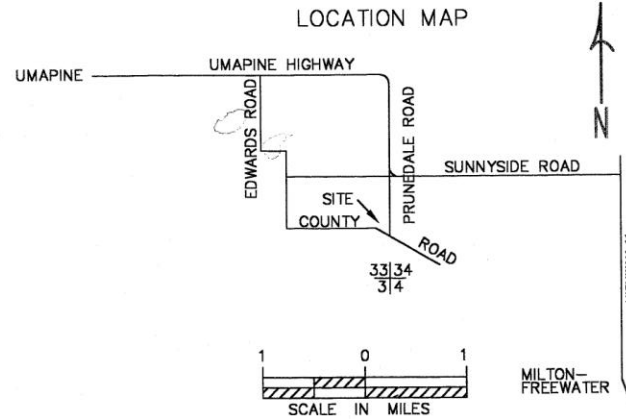 LOCATION MAP
UMAPINE
UMAPINE HIGHWAY
EDWARDS ROAD
PRUNEDALE ROAD
N
SUNNYSIDE ROAD
SITE
COUNTY
ROAD
33|34
3|4
1 0 1
SCALE IN MILES
MILTON-
FREEWATER